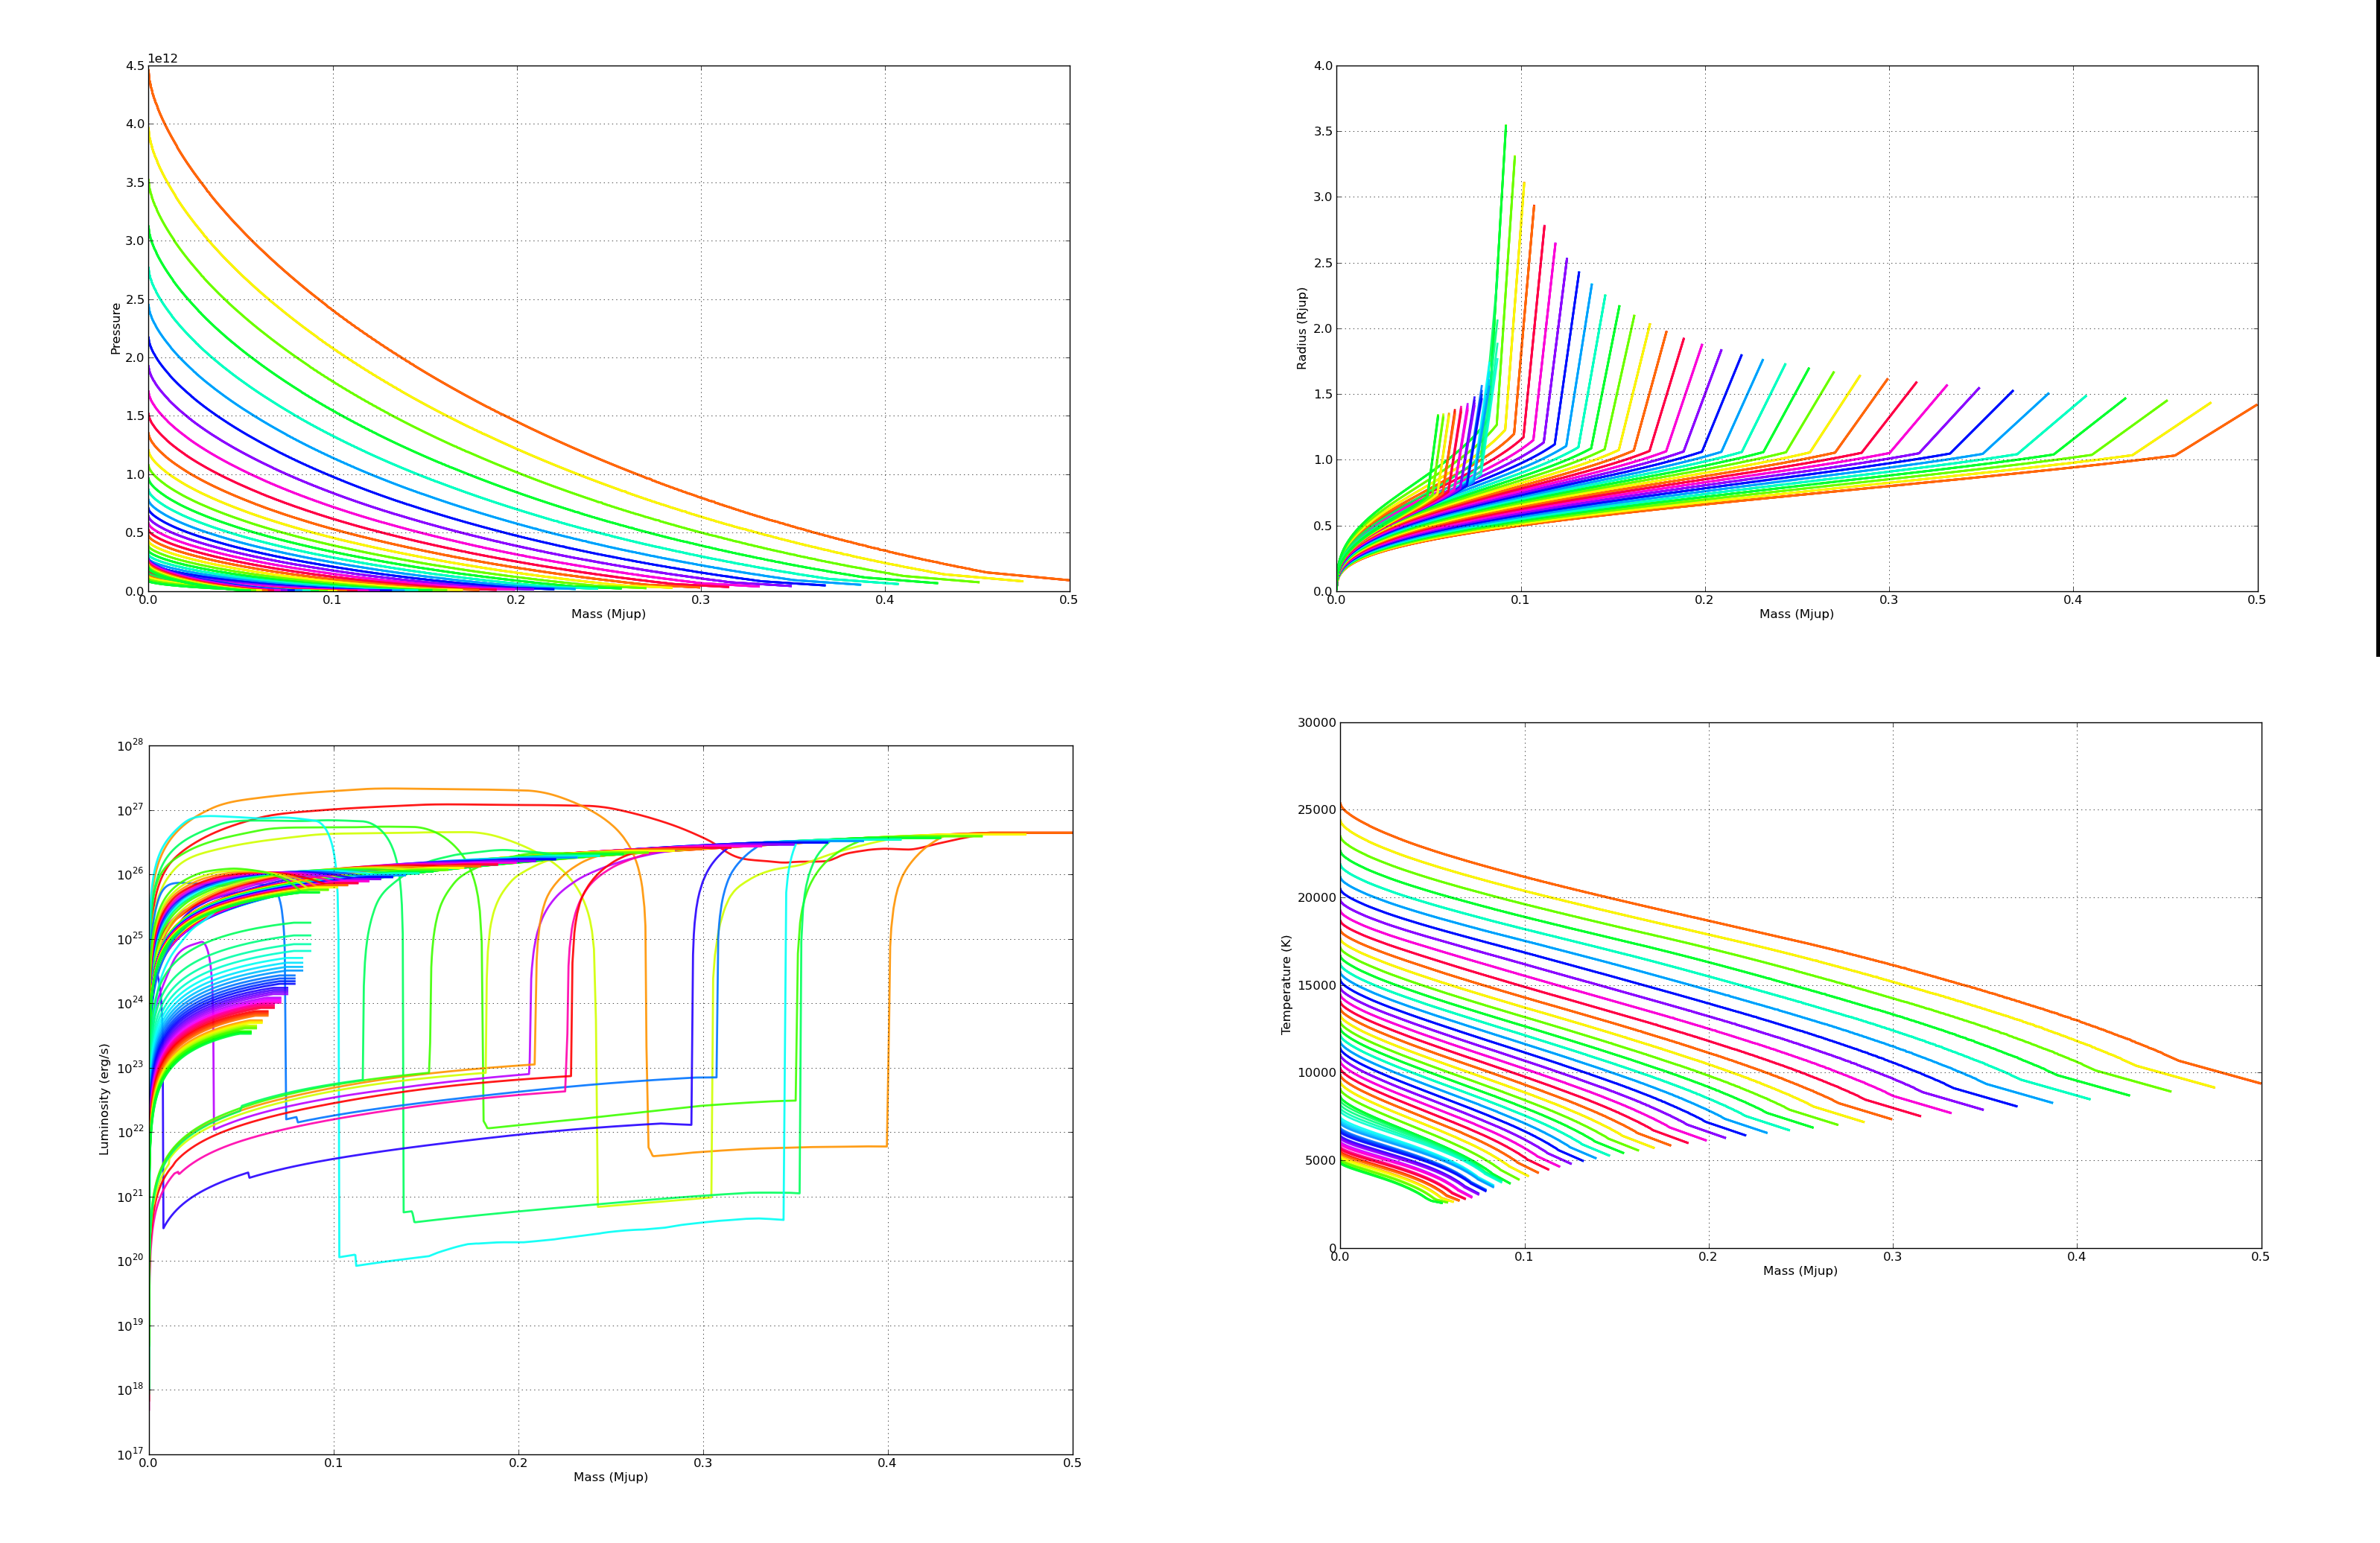 1e12
4.5
4.0
3.5
3.0
2.5
2.0
1.5
1.0
0.5
0.0
Pressure
0.0 0.1 0.2 0.3 0.4 0.5
Mass (Mjup)
4.0
3.5
3.0
2.5
2.0
1.5
1.0
0.5
0.0
Radius (Rjup)
0.0 0.1 0.2 0.3 0.4 0.5
Mass (Mjup)
10^28
10^27
10^26
10^25
10^24
10^23
10^22
10^21
10^20
10^19
10^18
10^17
Luminosity (erg/s)
0.0 0.1 0.2 0.3 0.4 0.5
Mass (Mjup)
30000
25000
20000
15000
10000
5000
0
Temperature (K)
0.0 0.1 0.2 0.3 0.4 0.5
Mass (Mjup)